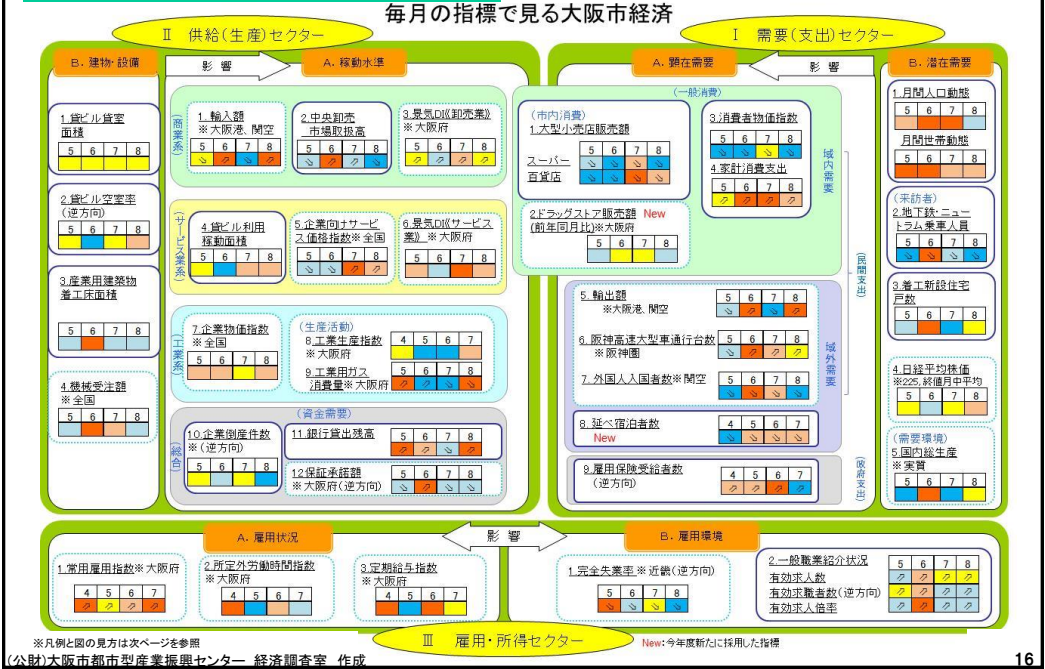 毎月の指標で見る大阪市経済
Ⅱ 供給(生産)セクター
Ⅰ 需要(支出)セクター
B. 建物・設備
影 響
A. 稼動水準
A. 顕在需要
影 響
B. 潜在需要
1.貸ビル貸室
面積
5 6 7 8
2.貸ビル空室率
(逆方向)
5 6 7 8
3.産業用建築物
着工床面積
5 6 7 8
4.機械受注額
※全国
5 6 7 8
(商業系)
1.輸入額
※大阪港、関空
5 6 7 8
⇘ ⇗ ⇘ ⇗
2.中央卸売
市場取扱高
5 6 7 8
⇘ ⇗ ⇗ ⇘
3.景気DI《卸売業》
※大阪府
5 6 7 8
⇗ ⇗ ⇗ ⇗
(サービス業系)
4.貸ビル利用
稼動面積
5 6 7 8
5.企業向けサービ
ス価格指数※全国
5 6 7 8
⇘ ⇘ ⇗ ⇗
6.景気DI《サービス
業》※大阪府
5 6 7 8
(工業系)
7.企業物価指数
※全国
5 6 7 8
(生産活動)
8.工業生産指数
※大阪府
4 5 6 7
9.工業用ガス
消費量※大阪府
5 6 7 8
⇗ ⇘ ⇘ ⇘
(総合)
(資金需要)
10.企業倒産件数
※(逆方向)
5 6 7 8
11.銀行貸出残高
5 6 7 8
⇗ ⇗ ⇘ ⇗
12保証承諾額
※大阪府(逆方向)
5 6 7 8
⇘ ⇗ ⇘ ⇘
(一般消費)
(市内消費)
1.大型小売店販売額
5 6 7 8
スーパー
⇘ ⇘ ⇘ ⇘
百貨店
⇘ ⇘ ⇗ ⇘
3.消費者物価指数
5 6 7 8
⇘ ⇘ ⇘ ⇘
4.家計消費支出
5 6 7 8
⇗ ⇗ ⇗ ⇗
2.ドラッグストア販売額 New
(前年同月比)※大阪府
5 6 7 8
域内需要
(民間支出)
5.輸出額
※大阪港、関空
5 6 7 8
⇘ ⇗ ⇘ ⇗
6.阪神高速大型車通行台数
※阪神圏
5 6 7 8
⇘ ⇗ ⇗ ⇗
7.外国人入国者数※関空
5 6 7 8
⇘ ⇘ ⇘ ⇘
域外需要
8.延べ宿泊者数
New
4 5 6 7
⇘ ⇘ ⇘ ⇘
9.雇用保険受給者数
(逆方向)
4 5 6 7
⇗ ⇗ ⇗ ⇗
(政府支出)
1.月間人口動態
5 6 7 8
月間世帯動態
5 6 7 8
(来訪者)
2.地下鉄・ニュー
トラム乗車人員
5 6 7 8
⇘ ⇘ ⇘ ⇘
3.着工新設住宅
戸数
5 6 7 8
4.日経平均株価
※225,終値月中平均
5 6 7 8
(需要環境)
5.国内総生産
※実質
5 6 7 8
A. 雇用状況
影 響
B. 雇用環境
1.常用雇用指数※大阪府
4 5 6 7
⇗ ⇗ ⇗ ⇗
2.所定外労働時間指数
※大阪府
4 5 6 7
3.定期給与指数
※大阪府
4 5 6 7
1.完全失業率※近畿(逆方向)
5 6 7 8
⇘ ⇘ ⇘ ⇘
2.一般職業紹介状況
5 6 7 8
有効求人数
⇗ ⇗ ⇗ ⇗
有効求職者数(逆方向)
⇗ ⇗ ⇗ ⇗
有効求人倍率
⇗ ⇗ ⇗ ⇗
Ⅲ 雇用・所得セクター
※凡例と図の見方は次ページを参照
New:今年度新たに採用した指標
(公財)大阪市都市型産業振興センター 経済調査室 作成
16